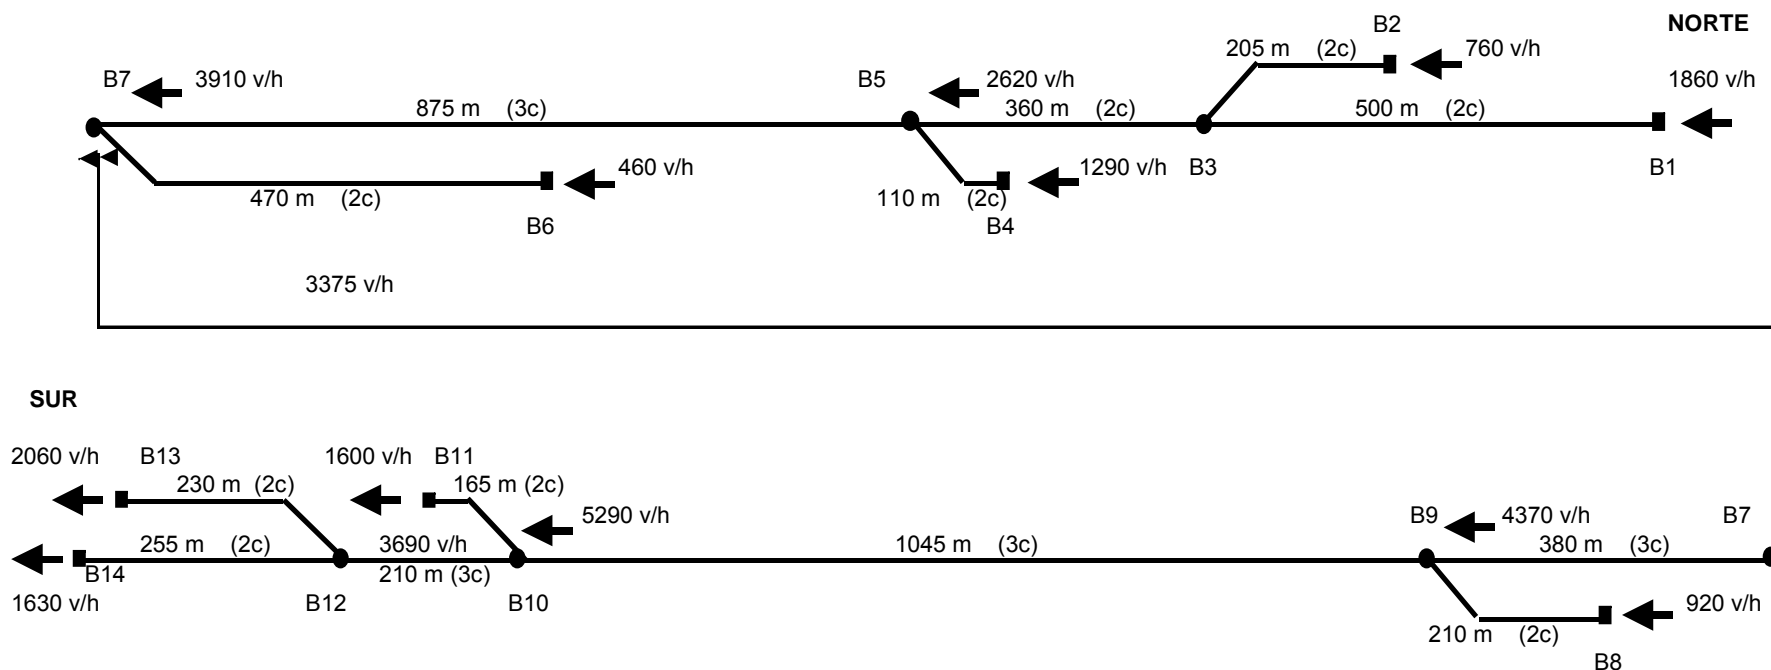 B2
NORTE
205 m (2c)
760 v/h
B7
3910 v/h
B5
2620 v/h
1860 v/h
875 m (3c)
360 m (2c)
500 m (2c)
460 v/h
1290 v/h
B3
B1
470 m (2c)
110 m (2c)
B6
B4
3375 v/h
SUR
2060 v/h
B13
1600 v/h
B11
230 m (2c)
165 m (2c)
5290 v/h
B9
4370 v/h
B7
255 m (2c)
3690 v/h
1045 m (3c)
380 m (3c)
B14
210 m (3c)
1630 v/h
B12
B10
920 v/h
210 m (2c)
B8